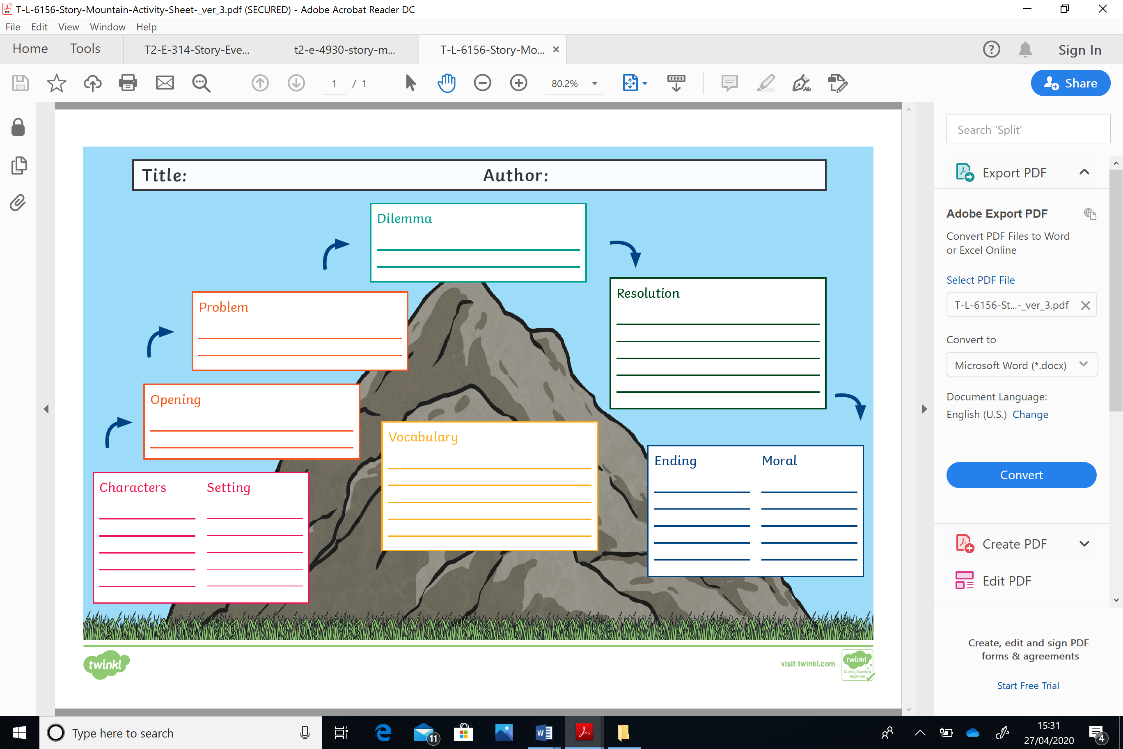 T-L-6156-Story-Mountain-Activity-Sheet-_ver_3.pdf (SECURED) - Adobe Acrobat Reader DC
File Edit View Window Help
Home Tools T2-E-314-Story-Eve... t2-e-4930-story-m... T-L-6156-Story-Mo... × Sign In
1 / 1 80.2% Share
Title: Author:
Dilemma
Problem
Opening
Characters Setting
Vocabulary
Resolution
Ending Moral
twinkl
visit twinkl.com
twinkl
Search 'Split'
Export PDF
Adobe Export PDF
Convert PDF Files to Word
or Excel Online
Select PDF File
T-L-6156-St...-_ver_3.pdf
Convert to
Microsoft Word (*.docx)
Document Language:
English (U.S.) Change
Convert
Create PDF
Edit PDF
Create, edit and sign PDF
forms & agreements
Start Free Trial
Type here to search
11
15:31
27/04/2020
4